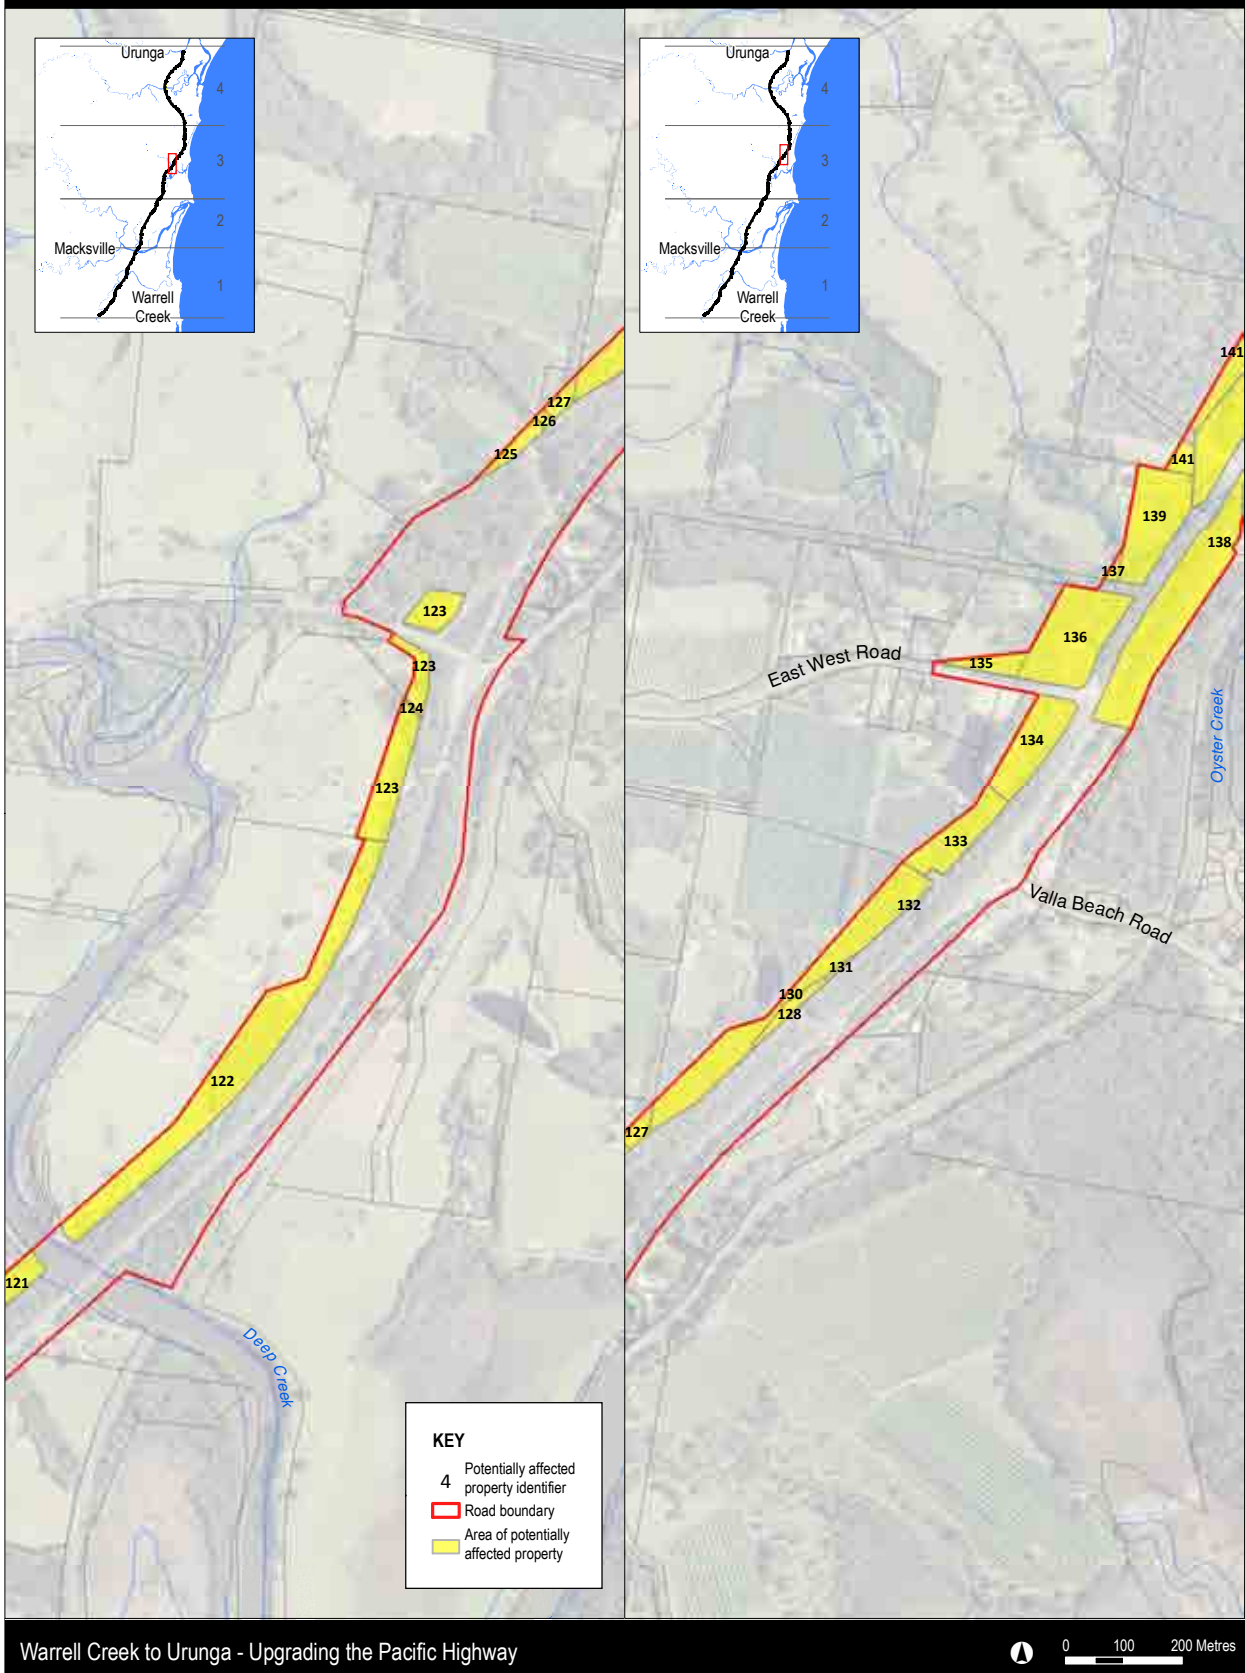 Urunga
4
3
2
Macksville
1
Warrell
Creek
127
126
125
123
123
124
123
122
121
Deep Creek
KEY
4 Potentially affected
property identifier
Road boundary
Area of potentially
affected property
Urunga
4
3
2
Macksville
1
Warrell
Creek
141
141
139
138
137
136
East West Road
135
134
Oyster Creek
133
Valla Beach Road
132
131
130
128
127
Warrell Creek to Urunga - Upgrading the Pacific Highway
0 100 200 Metres